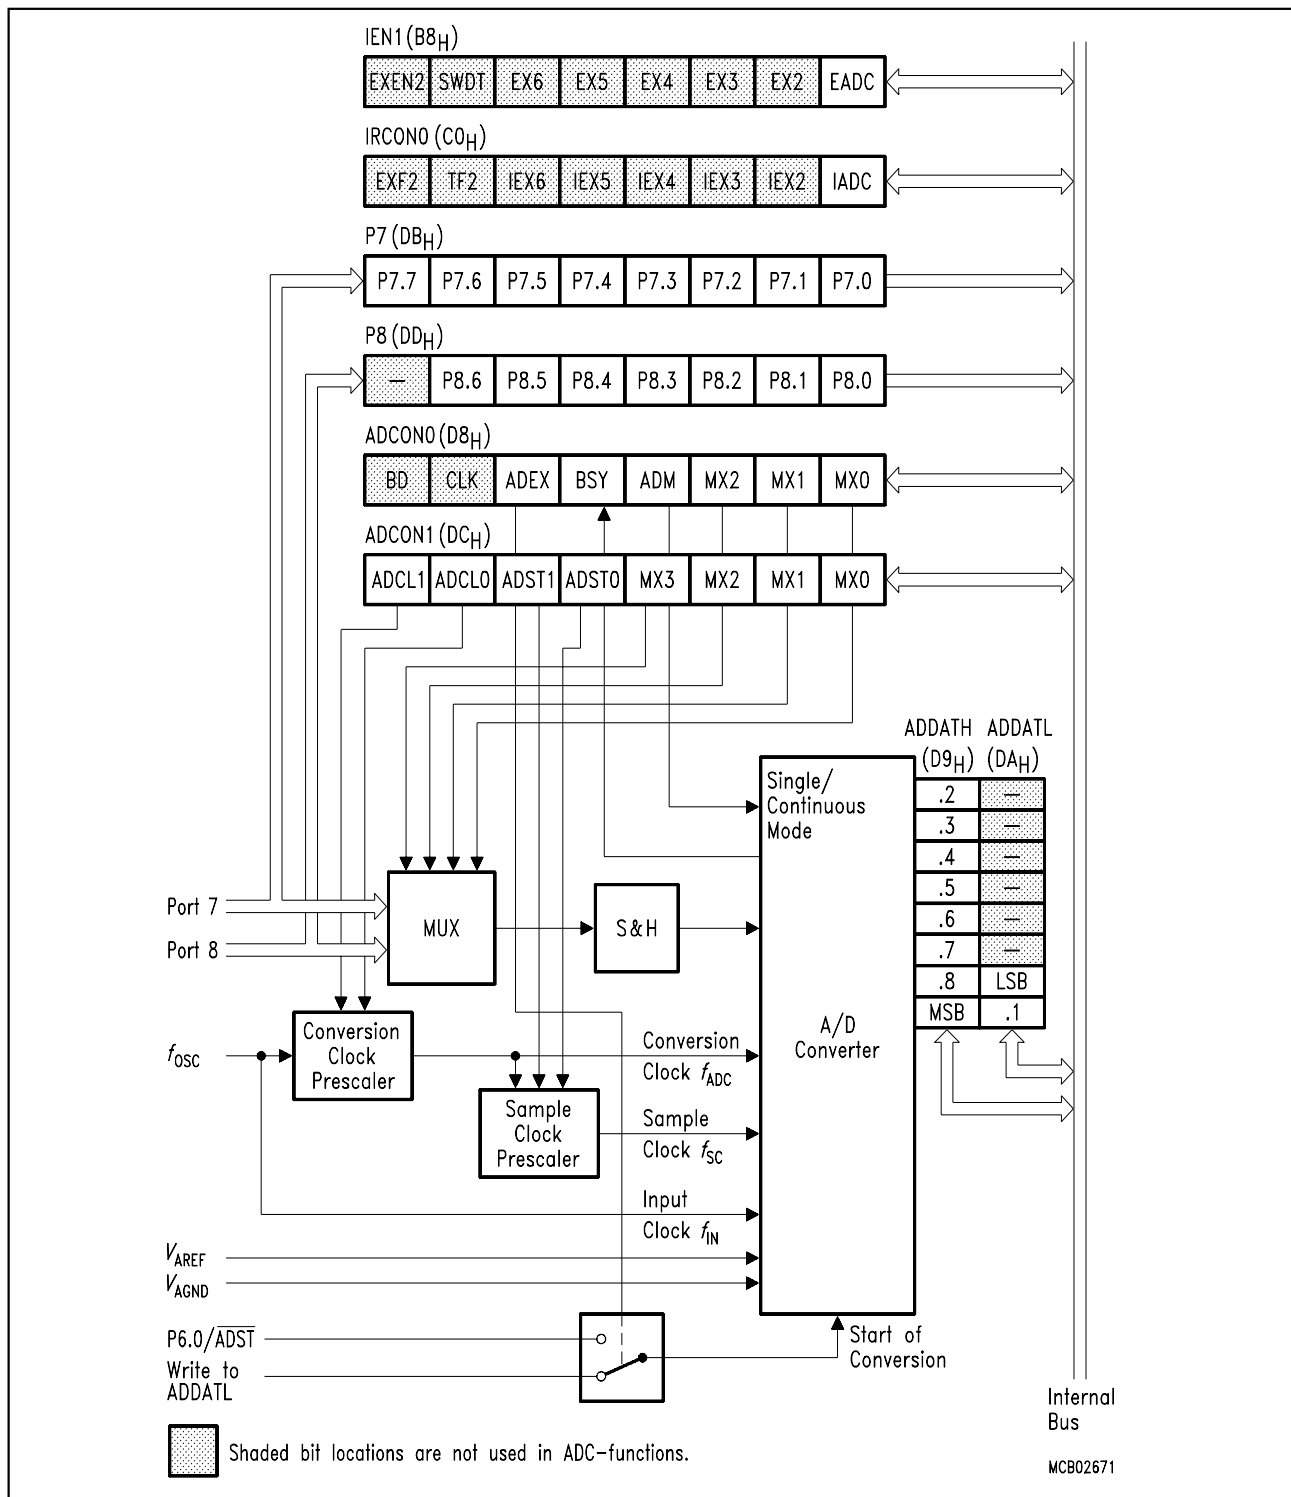 IEN1 (B8H)
EXEN2 SWDT EX6 EX5 EX4 EX3 EX2 EADC
IRCON0 (C0H)
EXF2 TF2 IEX6 IEX5 IEX4 IEX3 IEX2 IADC
P7 (DBH)
P7.7 P7.6 P7.5 P7.4 P7.3 P7.2 P7.1 P7.0
P8 (DDH)
– P8.6 P8.5 P8.4 P8.3 P8.2 P8.1 P8.0
ADCON0 (D8H)
BD CLK ADEX BSY ADM MX2 MX1 MX0
ADCON1 (DCH)
ADCL1 ADCL0 ADST1 ADST0 MX3 MX2 MX1 MX0
ADDATH ADDATL
(D9H) (DAH)
.2 –
.3 –
.4 –
.5 –
.6 –
.7 –
.8 LSB
MSB .1
Single/
Continuous
Mode
Port 7
Port 8
MUX
S&H
A/D
Converter
fOSC
Conversion
Clock
Prescaler
Conversion
Clock fADC
Sample
Clock
Prescaler
Sample
Clock fSC
Input
Clock fIN
VAREF
VAGND
P6.0/ADST
Write to
ADDATL
Start of
Conversion
Internal
Bus
Shaded bit locations are not used in ADC-functions.
MCB02671